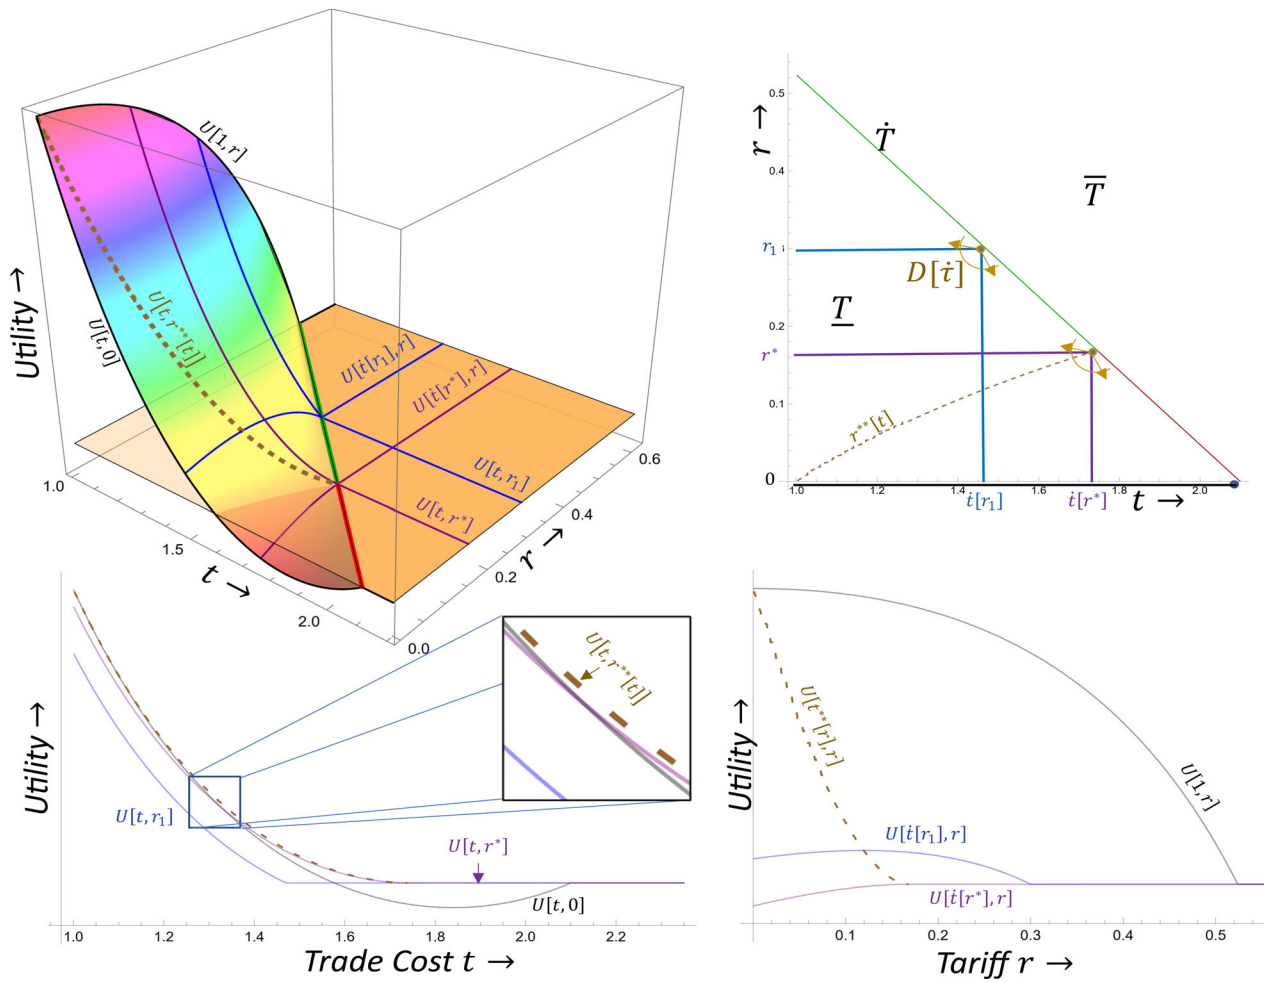 Utility →
U[1,r]
U[t,0]
U[t,r**[t]]
U[ṫ[r₁],r]
U[ṫ[r*],r]
U[t,r₁]
U[t,r*]
1.0
1.5
2.0
t →
0.0
0.2
0.4
0.6
r →
r →
0.5
0.4
r₁
0.2
r*
0.1
0
Ṫ
T̅
D[τ̇]
T̲
r**[t]
1.0
1.2
1.4
1.6
1.8
2.0
ṫ[r₁]
ṫ[r*]
t →
Utility →
U[t,r**[t]]
U[t,r₁]
U[t,r*]
U[t,0]
1.0
1.2
1.4
1.6
1.8
2.0
2.2
Trade Cost t →
Utility →
U[t**[r],r]
U[1,r]
U[ṫ[r₁],r]
U[ṫ[r*],r]
0.1
0.2
0.3
0.4
0.5
Tariff r →